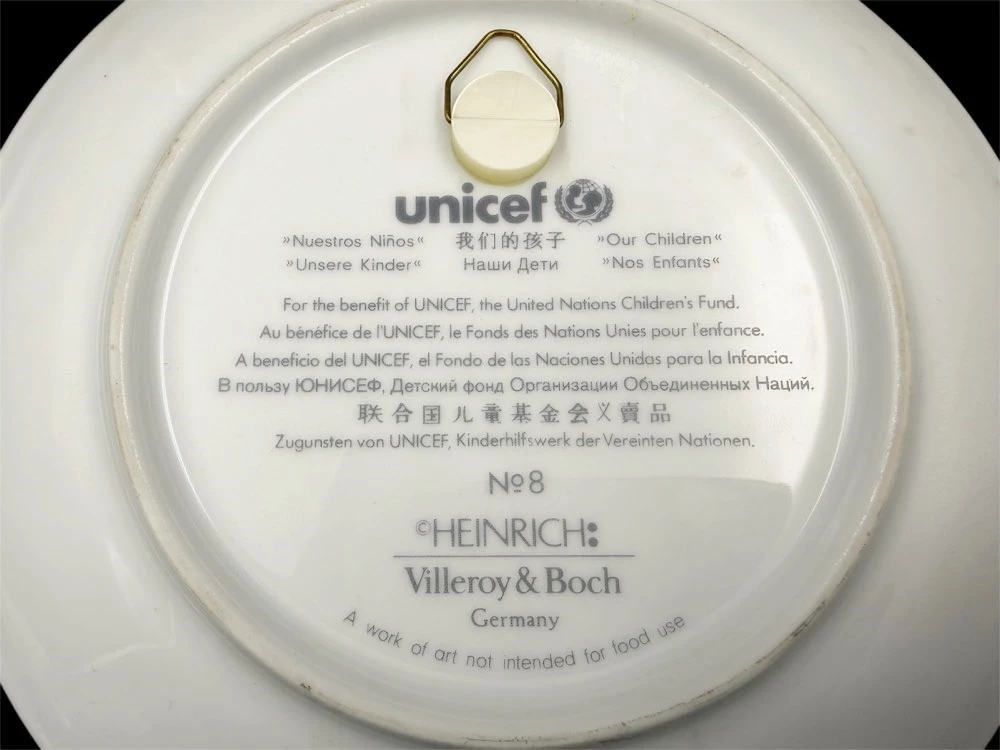 unicef
»Nuestros Niños« 我们的孩子 »Our Children«
»Unsere Kinder« Наши Дети »Nos Enfants«
For the benefit of UNICEF, the United Nations Children's Fund.
Au bénéfice de l'UNICEF, le Fonds des Nations Unies pour l'enfance.
A beneficio del UNICEF, el Fondo de las Naciones Unidas para la Infancia.
В пользу ЮНИСЕФ, Детский фонд Организации Объединенных Наций.
联合国儿童基金会义賣品
Zugunsten von UNICEF, Kinderhilfswerk der Vereinten Nationen.
Nº 8
©HEINRICH:
Villeroy & Boch
Germany
A work of art not intended for food use